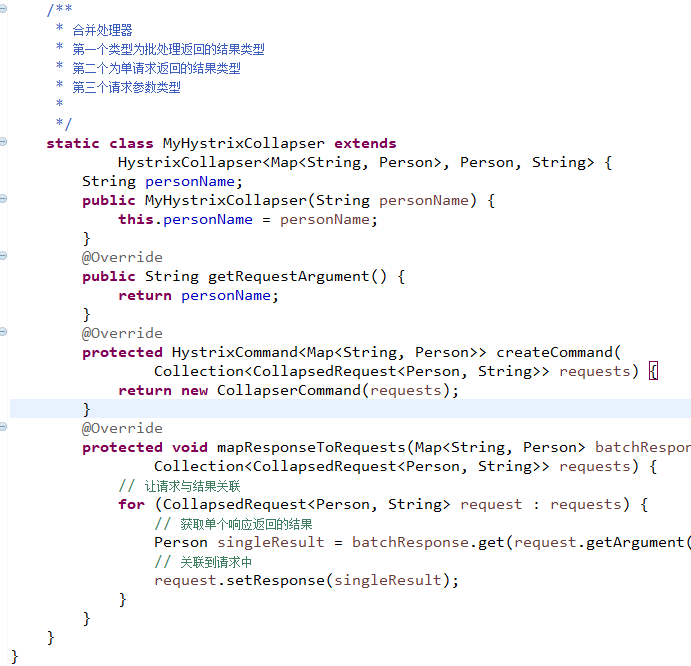 /**
 * 合并处理器
 * 第一个类型为批处理返回的结果类型
 * 第二个为单请求返回的结果类型
 * 第三个请求参数类型
 *
 */
static class MyHystrixCollapser extends
HystrixCollapser<Map<String, Person>, Person, String> {
String personName;
public MyHystrixCollapser(String personName) {
this.personName = personName;
}
@Override
public String getRequestArgument() {
return personName;
}
@Override
protected HystrixCommand<Map<String, Person>> createCommand(
Collection<CollapsedRequest<Person, String>> requests) {
return new CollapserCommand(requests);
}
@Override
protected void mapResponseToRequests(Map<String, Person> batchRespon
Collection<CollapsedRequest<Person, String>> requests) {
// 让请求与结果关联
for (CollapsedRequest<Person, String> request : requests) {
// 获取单个响应返回的结果
Person singleResult = batchResponse.get(request.getArgument(
// 关联到请求中
request.setResponse(singleResult);
}
}
}
}